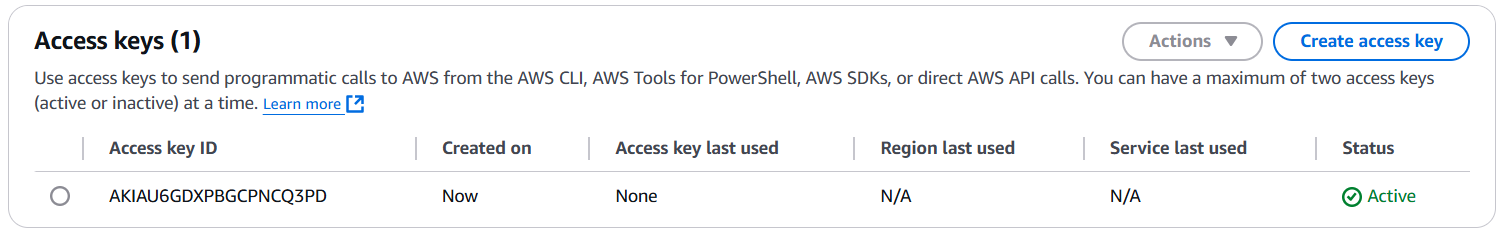 Access keys (1)
Actions
Create access key
Use access keys to send programmatic calls to AWS from the AWS CLI, AWS Tools for PowerShell, AWS SDKs, or direct AWS API calls. You can have a maximum of two access keys
(active or inactive) at a time. Learn more
Access key ID Created on Access key last used Region last used Service last used Status
AKIAU6GDXPBGCPNCQ3PD Now None N/A N/A Active